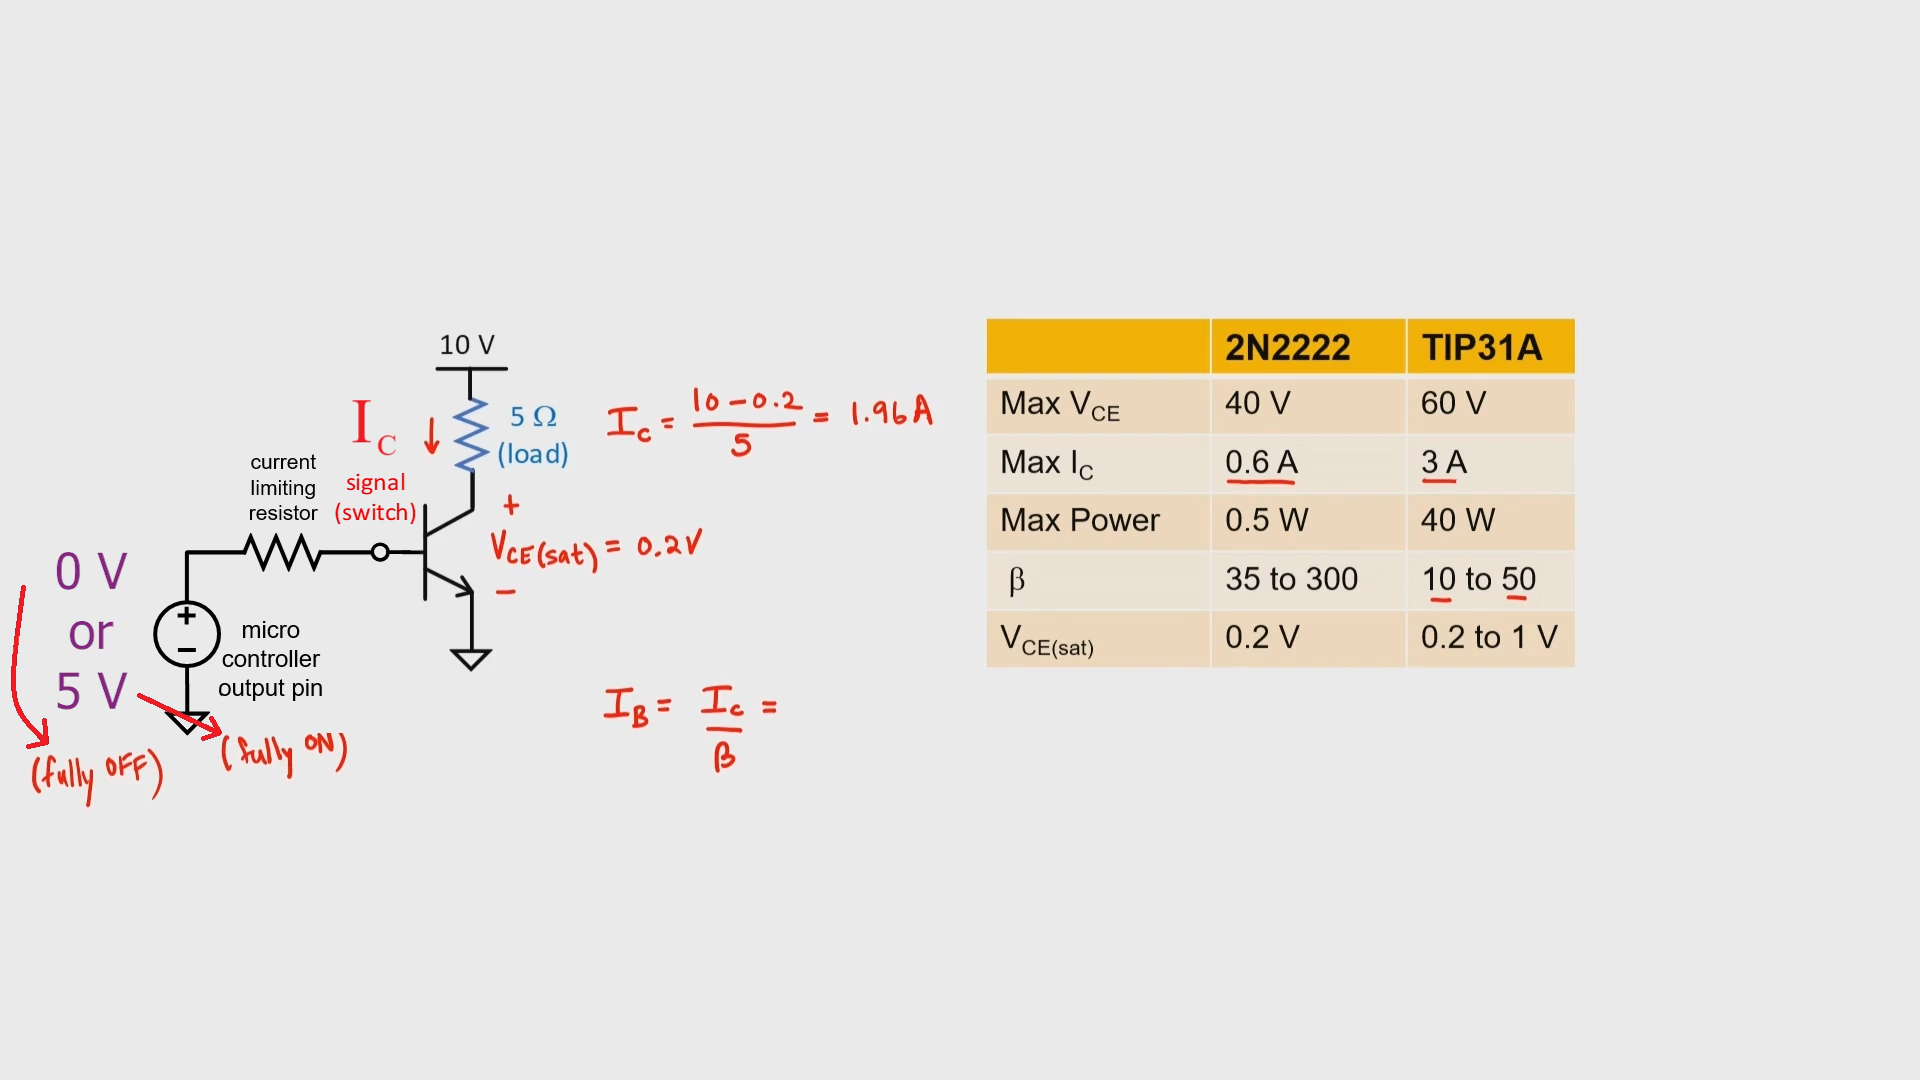 10 V
I_C
5 Ω
(load)
I_C = (10 - 0.2)/5 = 1.96 A
current
limiting
resistor
signal
(switch)
+
V_CE(sat) = 0.2V
-
0 V
or
5 V
+
-
micro
controller
output pin
(fully OFF)
(fully ON)
I_B = I_C/β =
2N2222 TIP31A
Max V_CE 40 V 60 V
Max I_C 0.6 A 3 A
Max Power 0.5 W 40 W
β 35 to 300 10 to 50
V_CE(sat) 0.2 V 0.2 to 1 V